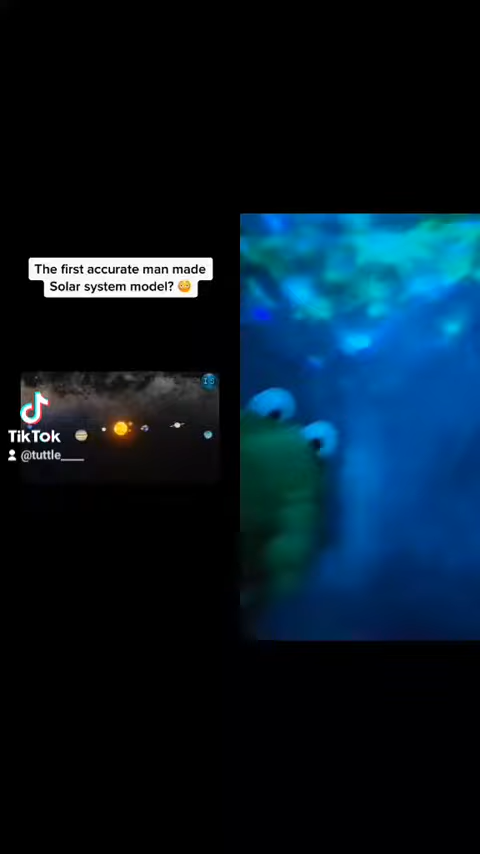 The first accurate man made
Solar system model? 😳
TikTok
@tuttle____